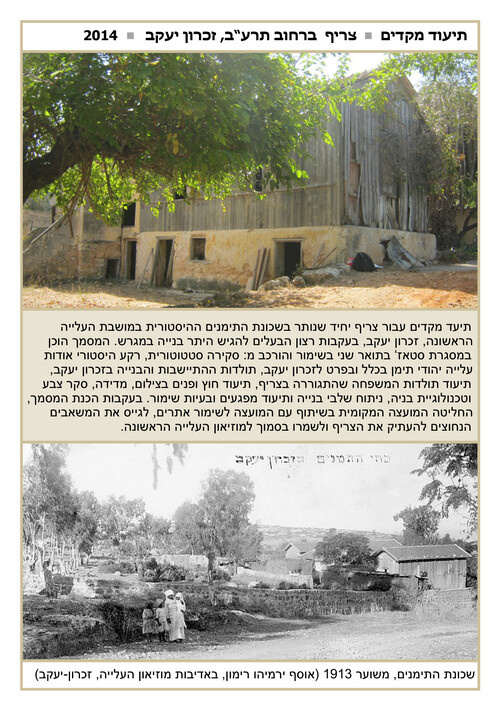 תיעוד מקדים ■ צריף ברחוב תרע"ב, זכרון יעקב ■ 2014
תיעד מקדים עבור צריף יחיד שנותר בשכונת התימנים ההיסטורית במושבת העלייה
הראשונה, זכרון יעקב, בעקבות רצון הבעלים להגיש היתר בנייה במגרש. המסמך הוכן
במסגרת סטאז' בתואר שני בשימור והורכב מ: סקירה סטטוטורית, רקע היסטורי אודות
עלייה יהודי תימן בכלל ובפרט לזכרון יעקב, תולדות ההתיישבות והבנייה בזכרון יעקב,
תיעוד תולדות המשפחה שהתגוררה בצריף, תיעוד חוץ ופנים בצילום, מדידה, סקר צבע
וטכנולוגיית בניה, ניתוח שלבי בנייה ותיעוד מפגעים ובעיות שימור. בעקבות הכנת המסמך,
החליטה המועצה המקומית בשיתוף עם המועצה לשימור אתרים, לגייס את המשאבים
הנחוצים להעתיק את הצריף ולשמרו בסמוך למוזיאון העלייה הראשונה.
בתי התימנים בזכרון יעקב
שכונת התימנים, משוער 1913 (אוסף ירמיהו רימון, באדיבות מוזיאון העלייה, זכרון-יעקב)